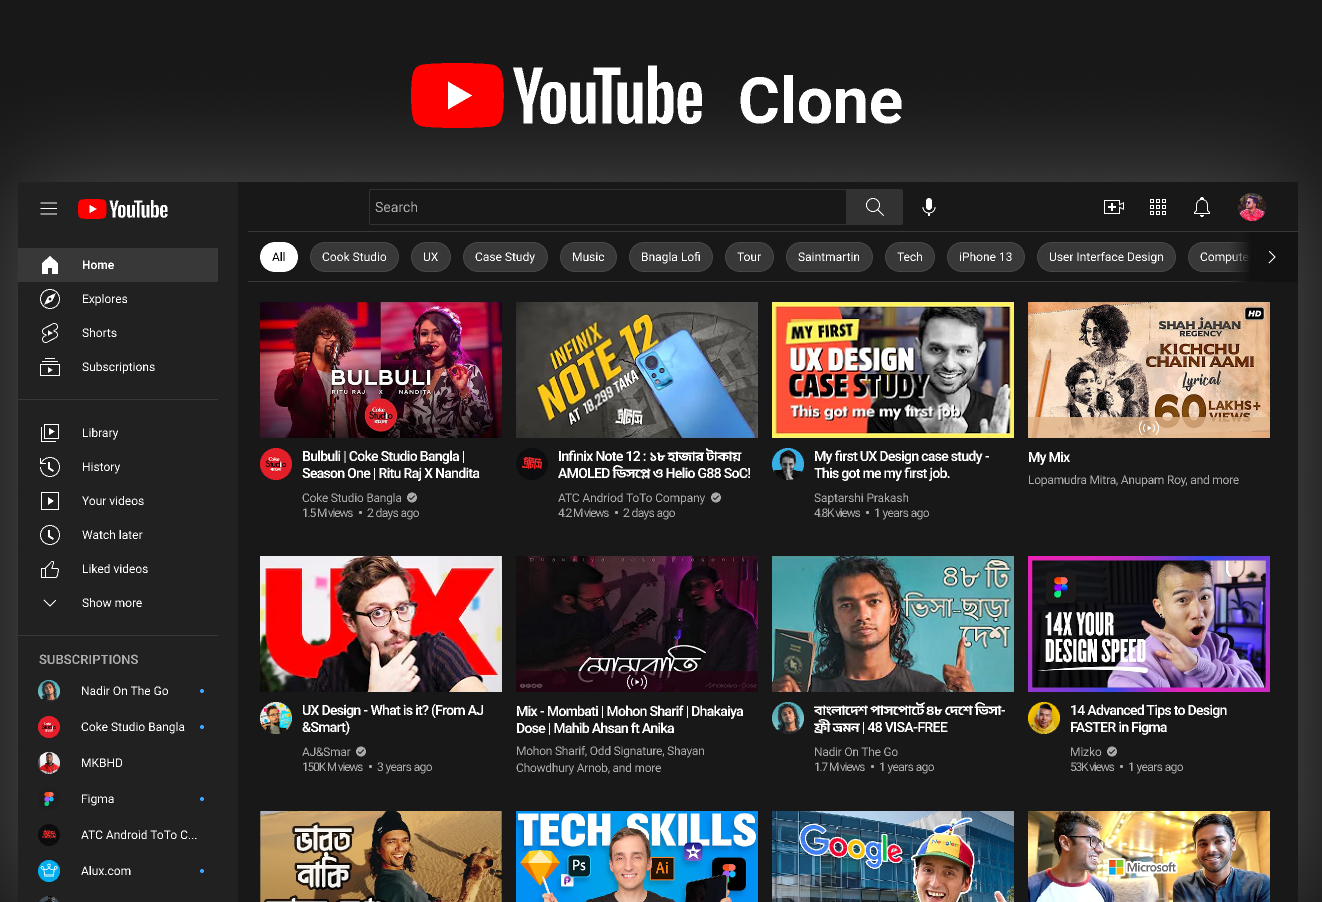 YouTube Clone
YouTube
Search
All
Cook Studio
UX
Case Study
Music
Bnagla Lofi
Tour
Saintmartin
Tech
iPhone 13
User Interface Design
Compute
Home
Explores
Shorts
Subscriptions
Library
History
Your videos
Watch later
Liked videos
Show more
SUBSCRIPTIONS
Nadir On The Go
Coke Studio Bangla
MKBHD
Figma
ATC Android ToTo C...
Alux.com
BULBULI
RITU RAJ X NANDITA
Coke Studio বাংলা
Bulbuli | Coke Studio Bangla |
Season One | Ritu Raj X Nandita
Coke Studio Bangla
1.5M views • 2 days ago
INFINIX
NOTE 12
AT 18,299 TAKA
Infinix Note 12 : ১৮ হাজার টাকায়
AMOLED ডিসপ্লে ও Helio G88 SoC!
ATC Andriod ToTo Company
4.2M views • 2 days ago
MY FIRST
UX DESIGN
CASE STUDY
This got me my first job.
My first UX Design case study -
This got me my first job.
Saptarshi Prakash
4.8K views • 1 years ago
HD
SHAH JAHAN
REGENCY
KICHCHU
CHAINI AAMI
Lyrical
60 LAKHS+
VIEWS
My Mix
Lopamudra Mitra, Anupam Roy, and more
UX
UX Design - What is it? (From AJ
&Smart)
AJ&Smar
150K M views • 3 years ago
Dhakaiya Dose Presents
মোমবাতি
Mix - Mombati | Mohon Sharif | Dhakaiya
Dose | Mahib Ahsan ft Anika
Mohon Sharif, Odd Signature, Shayan
Chowdhury Arnob, and more
৪৮ টি
ভিসা-ছাড়া
দেশ
বাংলাদেশ পাসপোর্টে ৪৮ দেশে ভিসা-
ফ্রী ভ্রমন | 48 VISA-FREE
Nadir On The Go
1.7 M views • 1 years ago
14X YOUR
DESIGN SPEED
14 Advanced Tips to Design
FASTER in Figma
Mizko
53K views • 1 years ago
ভারত
নাকি
TECH SKILLS
Ps
Ai
Google
Noogler
Microsoft